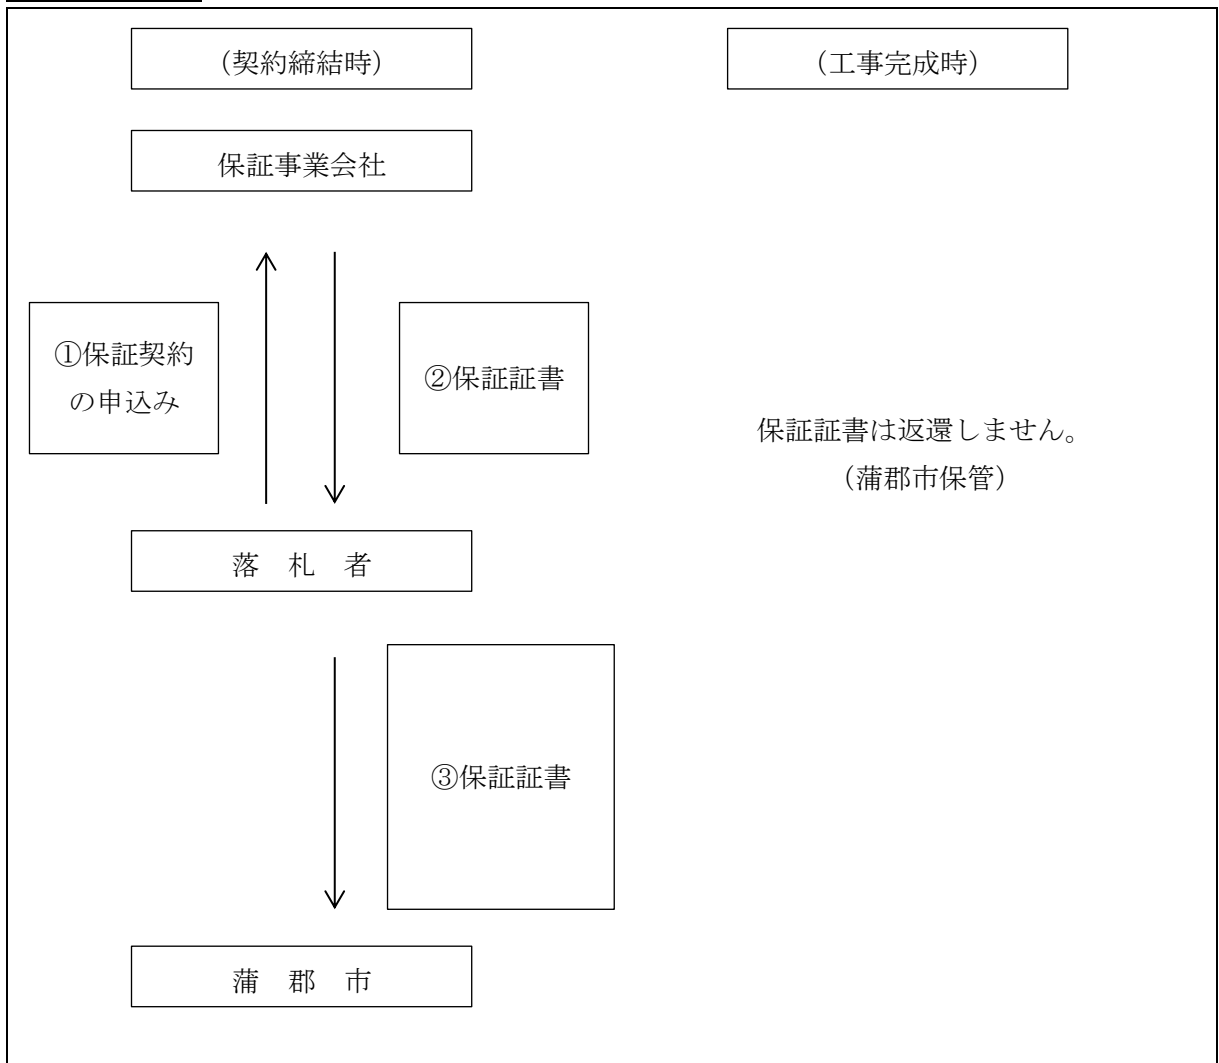 （契約締結時）
（工事完成時）
保証事業会社
①保証契約
の申込み
②保証証書
保証証書は返還しません。
（蒲郡市保管）
落　札　者
③保証証書
蒲　郡　市